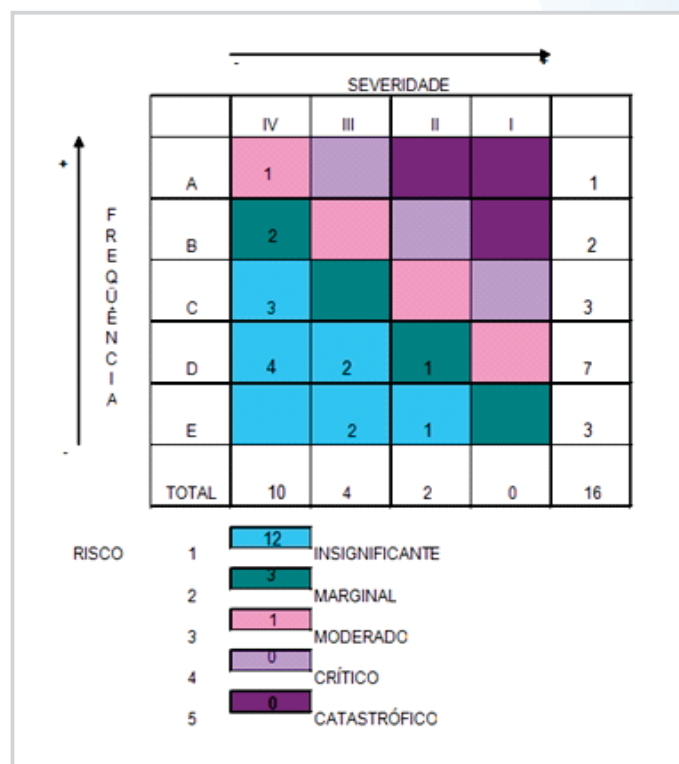 - +
SEVERIDADE
IV III II I
+
FREQÜÊNCIA
-
A 1 1
B 2 2
C 3 3
D 4 2 1 7
E 2 1 3
TOTAL 10 4 2 0 16
RISCO 1 12 INSIGNIFICANTE
2 3 MARGINAL
3 1 MODERADO
4 0 CRÍTICO
5 0 CATASTRÓFICO